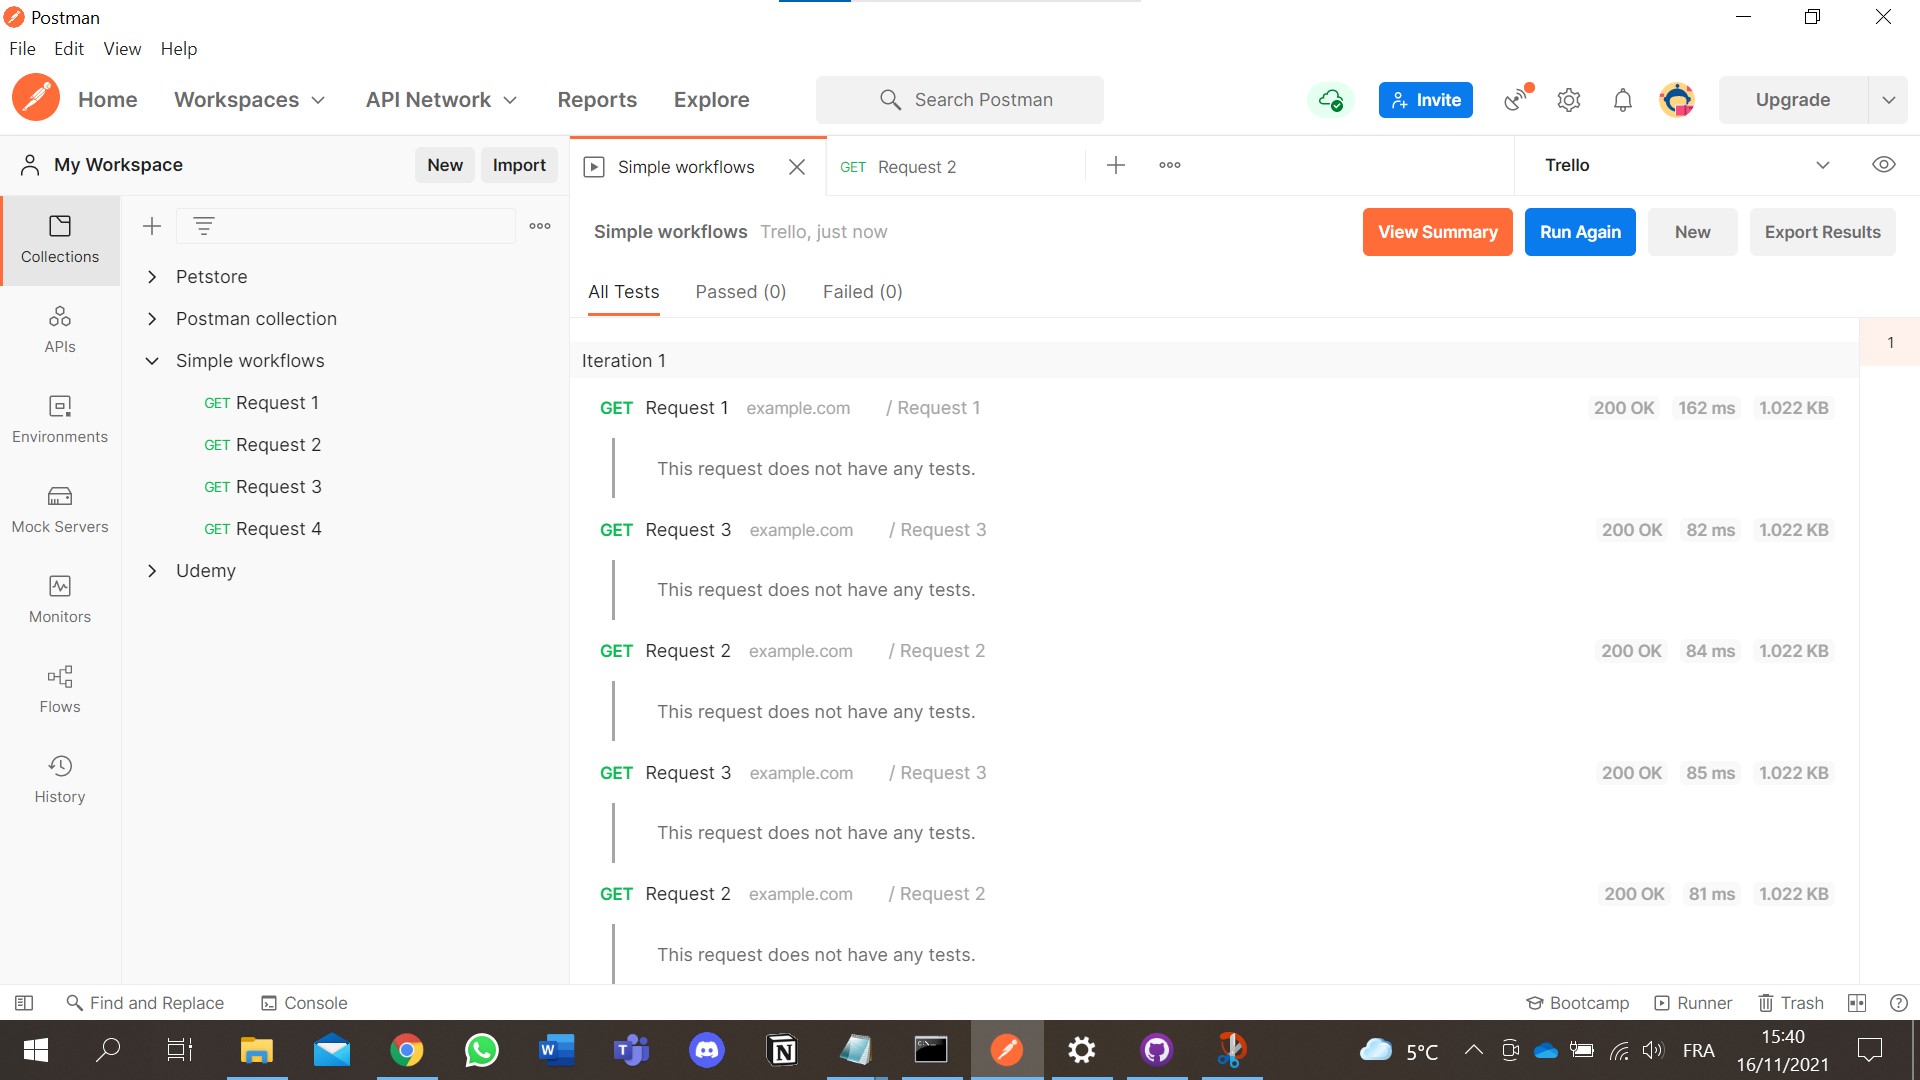 Postman
File Edit View Help
Home Workspaces API Network Reports Explore Search Postman Invite Upgrade
My Workspace New Import Simple workflows GET Request 2 Trello
Simple workflows Trello, just now View Summary Run Again New Export Results
All Tests Passed (0) Failed (0)
Collections
APIs
Environments
Mock Servers
Monitors
Flows
History
Petstore
Postman collection
Simple workflows
GET Request 1
GET Request 2
GET Request 3
GET Request 4
Udemy
1
Iteration 1
GET Request 1 example.com / Request 1 200 OK 162 ms 1.022 KB
This request does not have any tests.
GET Request 3 example.com / Request 3 200 OK 82 ms 1.022 KB
This request does not have any tests.
GET Request 2 example.com / Request 2 200 OK 84 ms 1.022 KB
This request does not have any tests.
GET Request 3 example.com / Request 3 200 OK 85 ms 1.022 KB
This request does not have any tests.
GET Request 2 example.com / Request 2 200 OK 81 ms 1.022 KB
This request does not have any tests.
Find and Replace Console Bootcamp Runner Trash
5°C FRA 15:40
16/11/2021